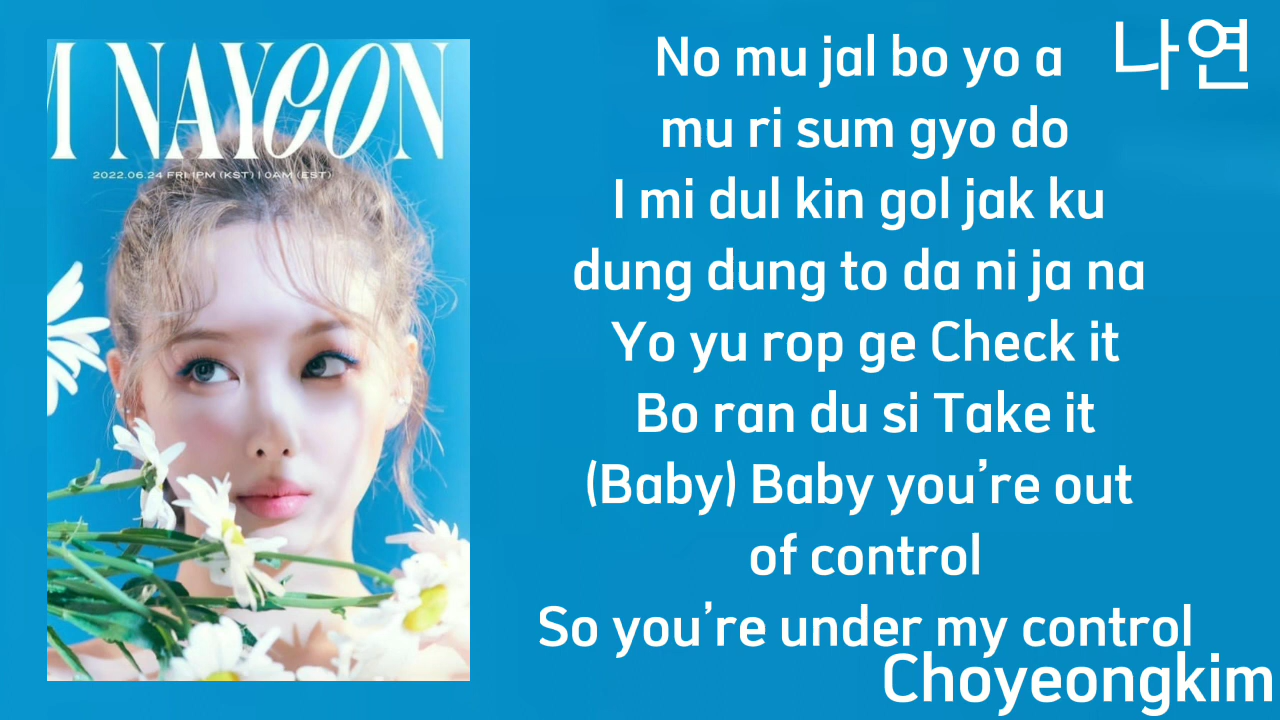 M NAYEON
2022.06.24 FRI 1PM (KST) | 0AM (EST)
나연
No mu jal bo yo a
mu ri sum gyo do
I mi dul kin gol jak ku
dung dung to da ni ja na
Yo yu rop ge Check it
Bo ran du si Take it
(Baby) Baby you’re out
of control
So you’re under my control
Choyeongkim